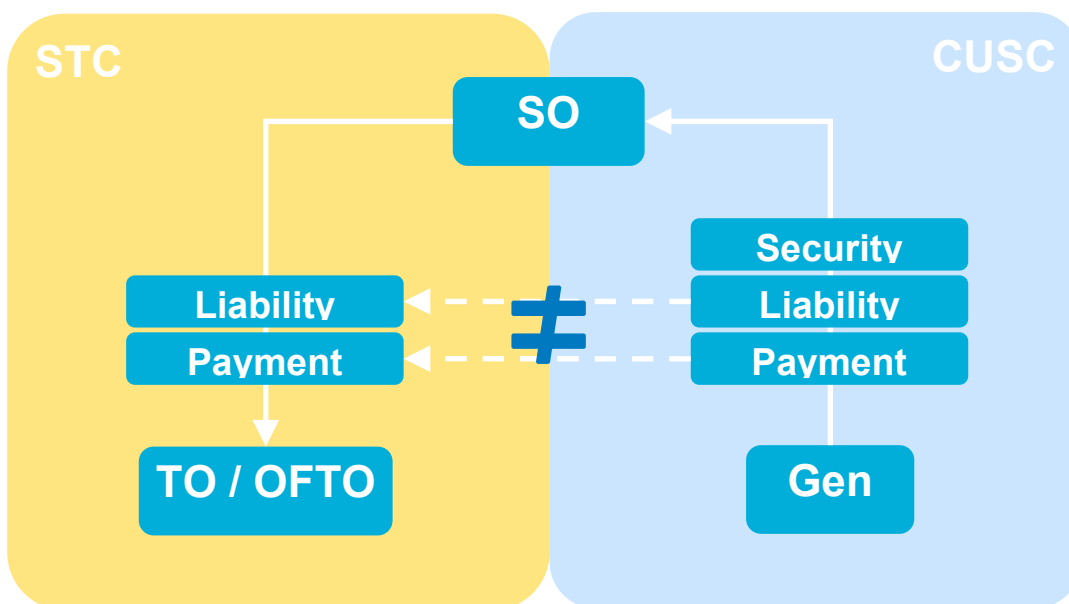 STC
CUSC
SO
Security
Liability
Liability
≠
Payment
Payment
TO / OFTO
Gen